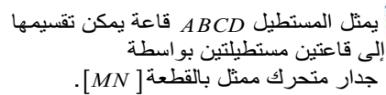 يمثل المستطيل ABCD قاعة يمكن تقسيمها
إلى قاعتين مستطيلتين بواسطة
جدار متحرك ممثل بالقطعة [MN].